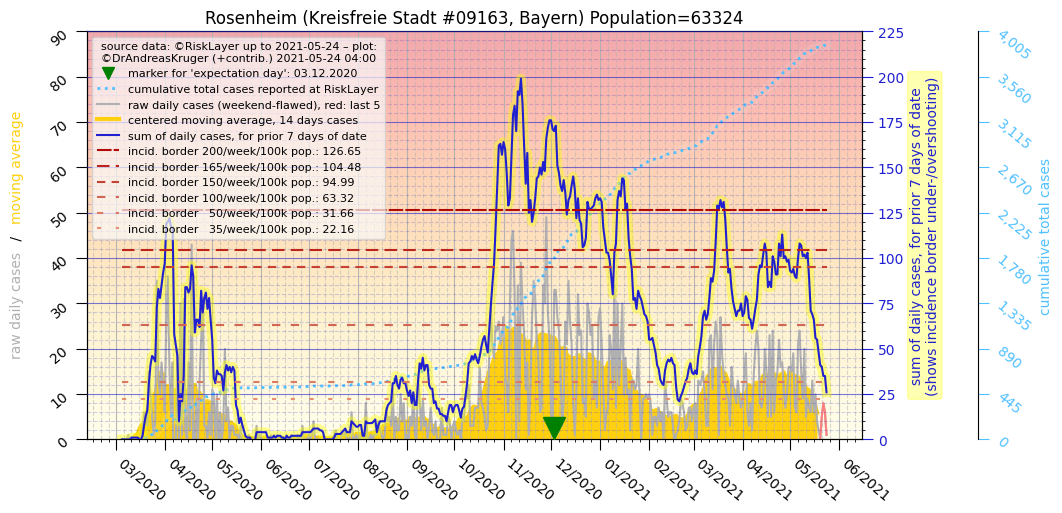 Rosenheim (Kreisfreie Stadt #09163, Bayern) Population=63324
source data: ©RiskLayer up to 2021-05-24 – plot:
©DrAndreasKruger (+contrib.) 2021-05-24 04:00
marker for 'expectation day': 03.12.2020
cumulative total cases reported at RiskLayer
raw daily cases (weekend-flawed), red: last 5
centered moving average, 14 days cases
sum of daily cases, for prior 7 days of date
incid. border 200/week/100k pop.: 126.65
incid. border 165/week/100k pop.: 104.48
incid. border 150/week/100k pop.: 94.99
incid. border 100/week/100k pop.: 63.32
incid. border 50/week/100k pop.: 31.66
incid. border 35/week/100k pop.: 22.16
raw daily cases / moving average
90
80
70
60
50
40
30
20
10
0
03/2020
04/2020
05/2020
06/2020
07/2020
08/2020
09/2020
10/2020
11/2020
12/2020
01/2021
02/2021
03/2021
04/2021
05/2021
06/2021
225
200
175
150
125
100
75
50
25
0
sum of daily cases, for prior 7 days of date
(shows incidence border under-/overshooting)
4,005
3,560
3,115
2,670
2,225
1,780
1,335
890
445
0
cumulative total cases